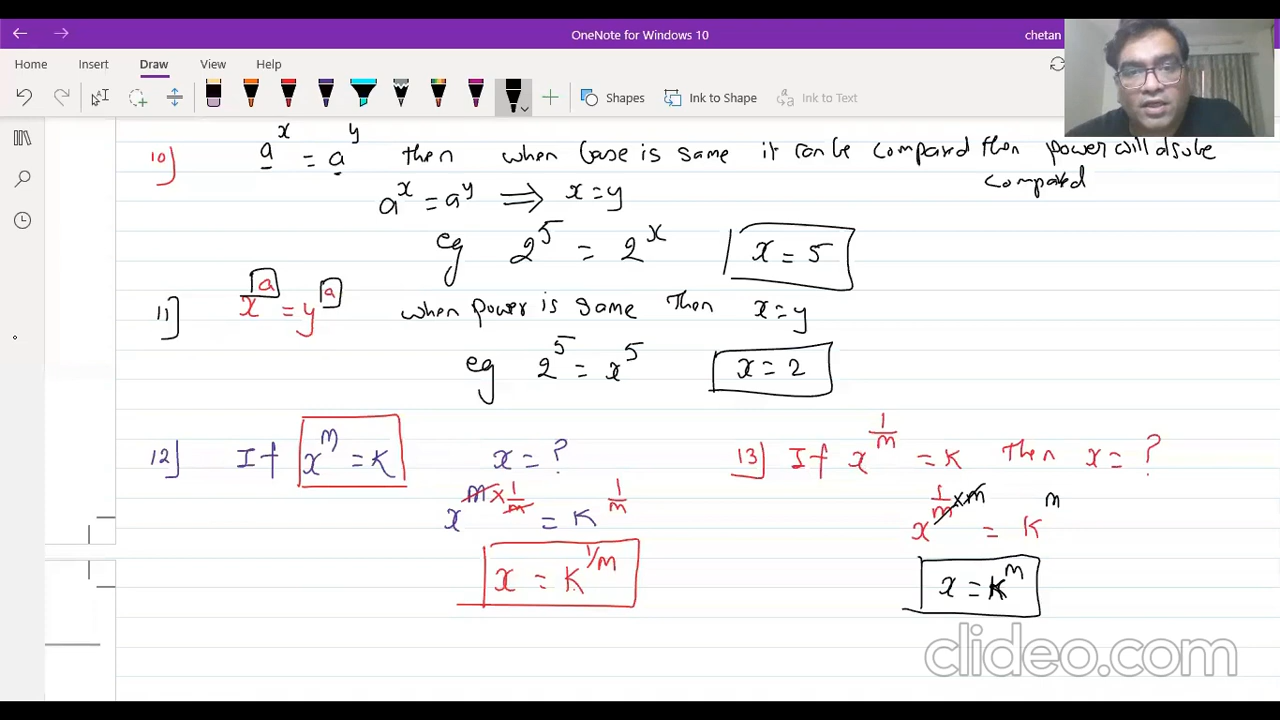 OneNote for Windows 10
chetan
Home Insert Draw View Help
Shapes Ink to Shape Ink to Text
10] a^x = a^y then when base is same it can be compared then power will also be
compared
a^x = a^y ⟹ x = y
eg 2^5 = 2^x x = 5
11] x^a = y^a when power is same then x = y
eg 2^5 = x^5 x = 2
12] If x^m = K x = ? 13] If x^(1/m) = K Then x = ?
x^(m×1/m) = K^(1/m) x^(1/m×m) = K^m
x = K^(1/m) x = K^m
clideo.com